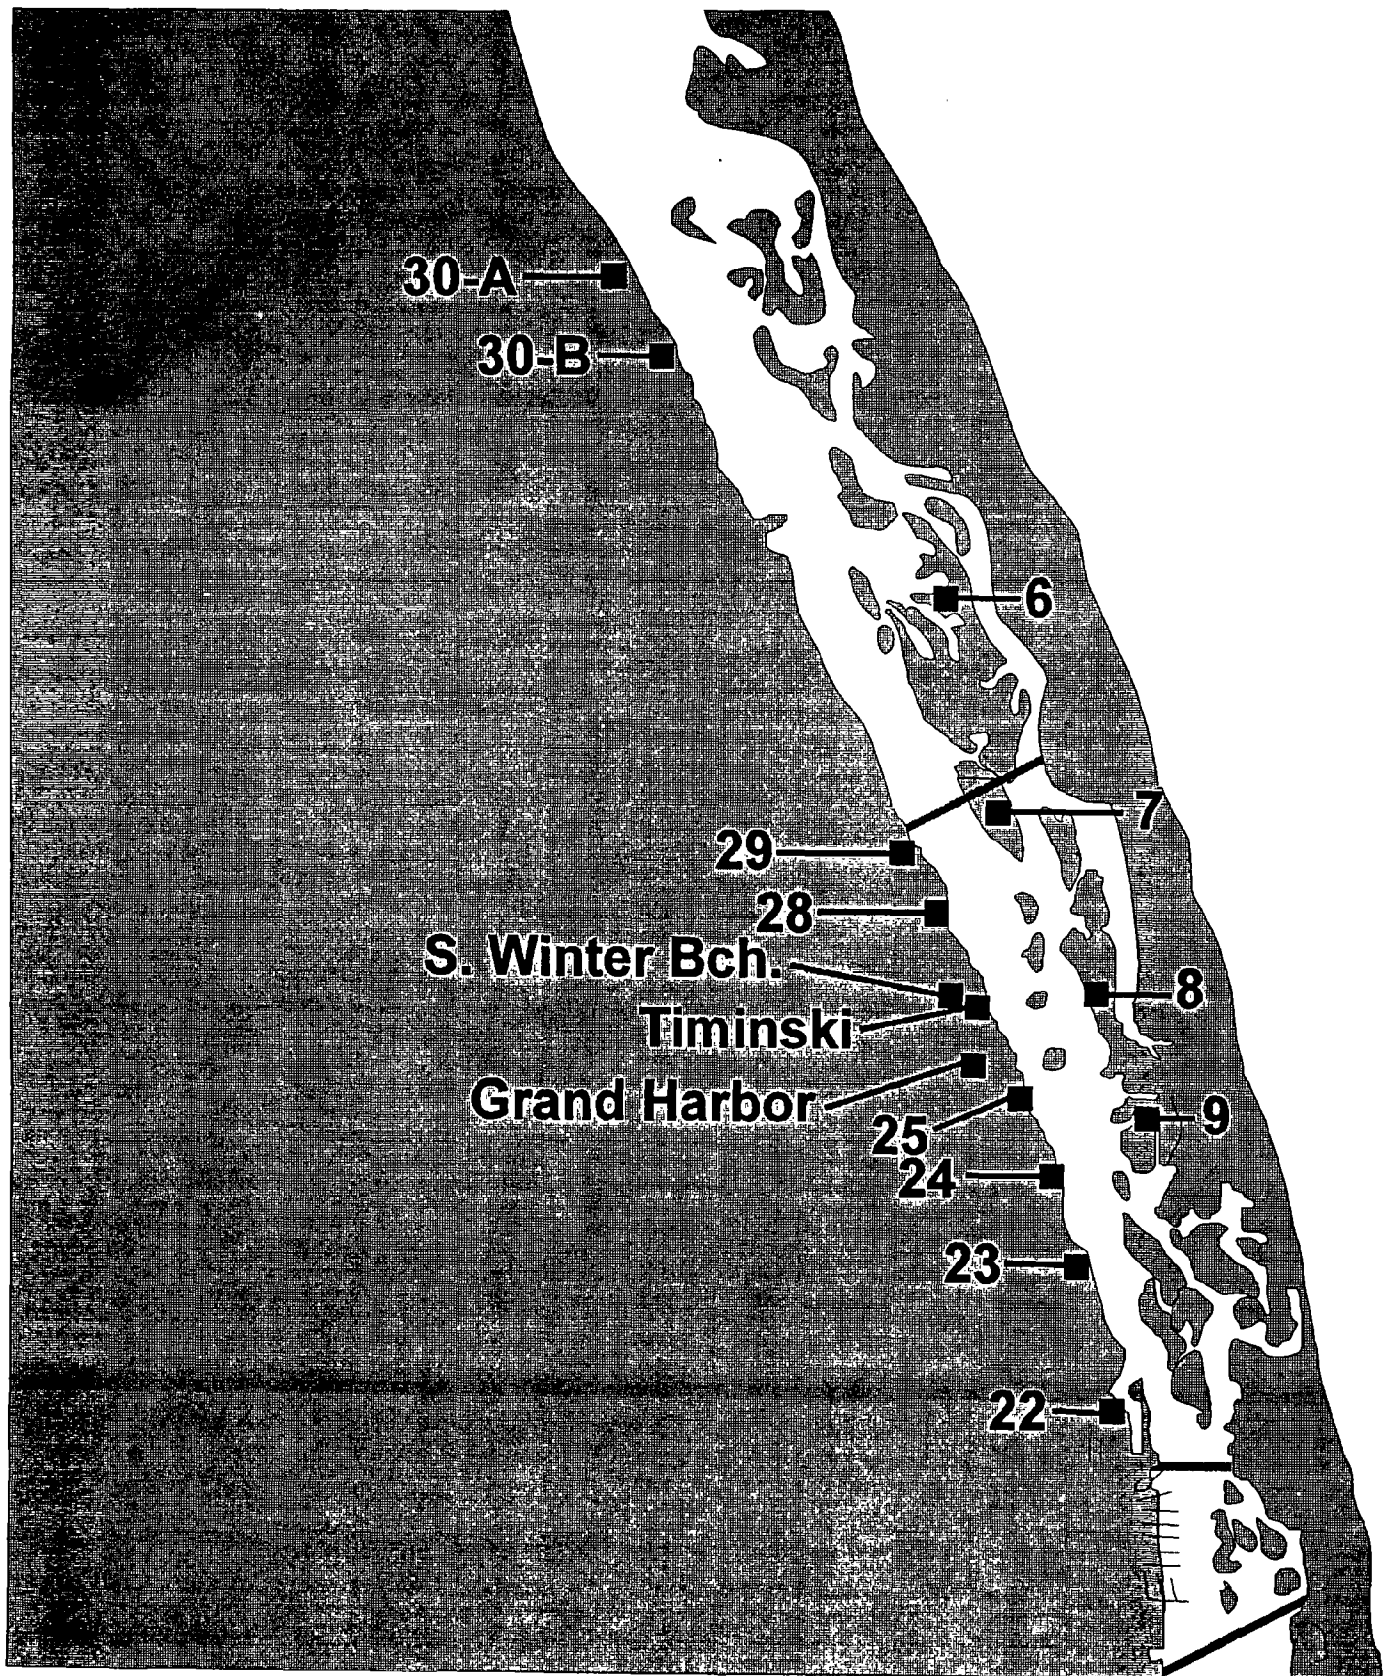 30-A
30-B
6
7
29
28
S. Winter Bch.
8
Timinski
Grand Harbor
9
25
24
23
22